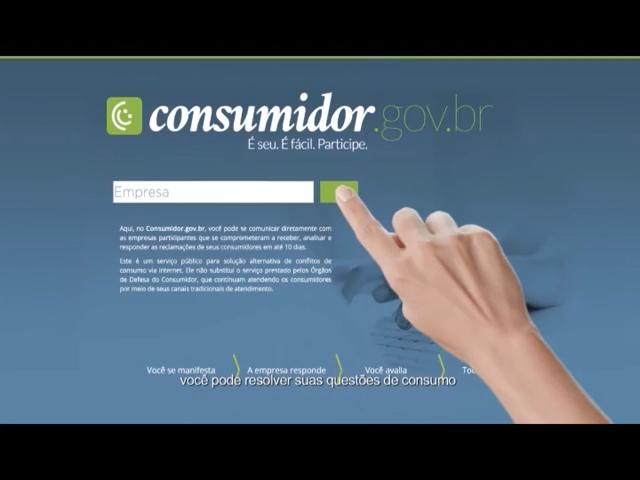 consumidor.gov.br
É seu. É fácil. Participe.
Empresa
Aqui, no Consumidor.gov.br, você pode se comunicar diretamente com
as empresas participantes que se comprometeram a receber, analisar e
responder as reclamações de seus consumidores em até 10 dias.
Este é um serviço público para solução alternativa de conflitos de
consumo via internet. Ele não substitui o serviço prestado pelos Órgãos
de Defesa do Consumidor, que continuam atendendo os consumidores
por meio de seus canais tradicionais de atendimento.
Você se manifesta A empresa responde Você avalia
você pode resolver suas questões de consumo